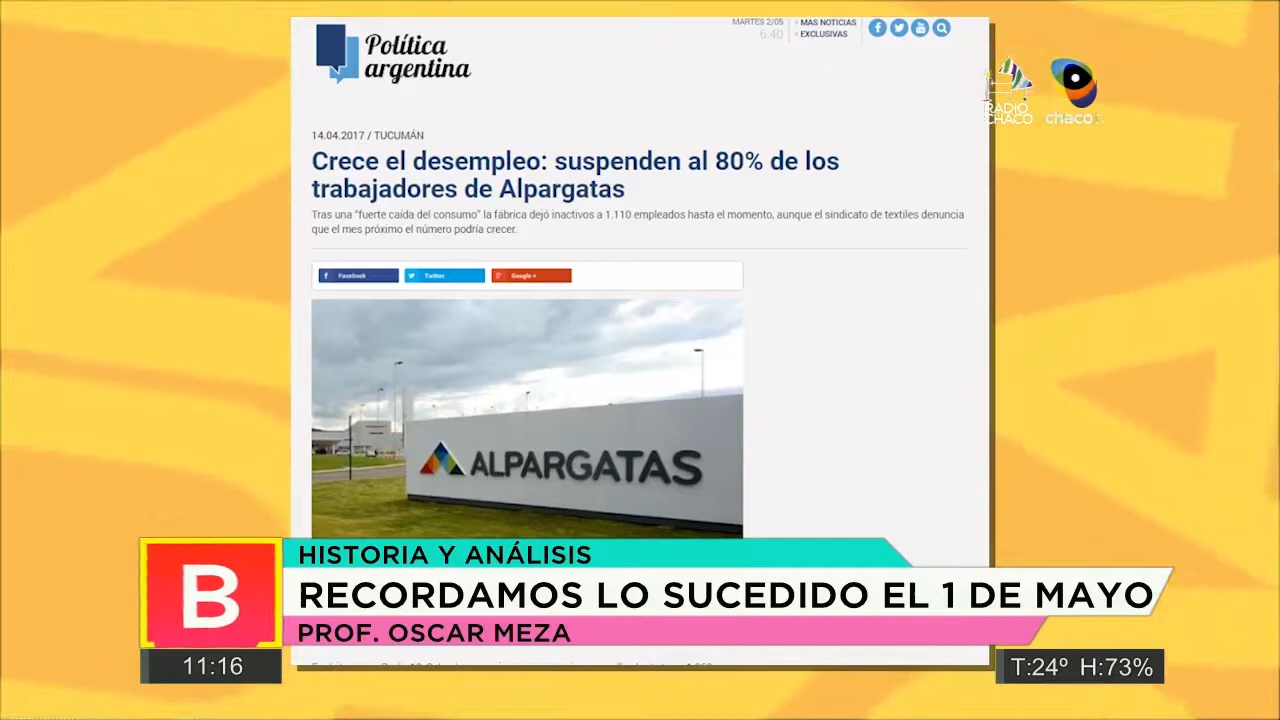 Política
argentina
MARTES 2/05
6:40
› MAS NOTICIAS
› EXCLUSIVAS
RADIO
CHACO
chaco
14.04.2017 / TUCUMÁN
Crece el desempleo: suspenden al 80% de los
trabajadores de Alpargatas
Tras una "fuerte caída del consumo" la fábrica dejó inactivos a 1.110 empleados hasta el momento, aunque el sindicato de textiles denuncia
que el mes próximo el número podría crecer.
Facebook
Twitter
Google +
ALPARGATAS
B
HISTORIA Y ANÁLISIS
RECORDAMOS LO SUCEDIDO EL 1 DE MAYO
PROF. OSCAR MEZA
11:16
T:24º H:73%